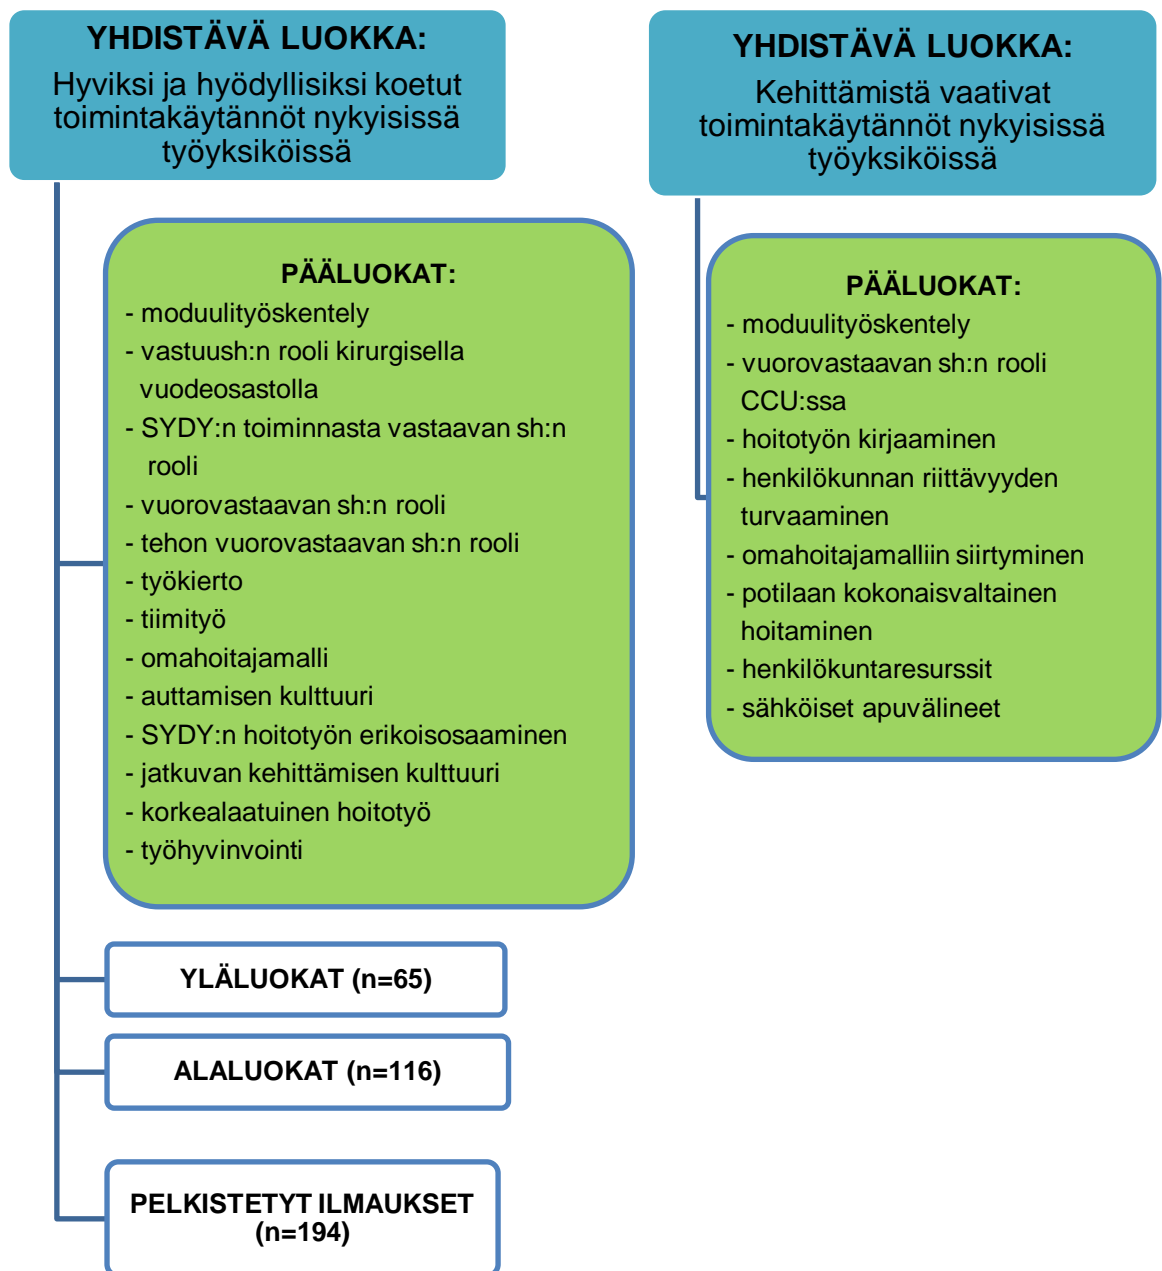 YHDISTÄVÄ LUOKKA:
Hyviksi ja hyödyllisiksi koetut
toimintakäytännöt nykyisissä
työyksiköissä
YHDISTÄVÄ LUOKKA:
Kehittämistä vaativat
toimintakäytännöt nykyisissä
työyksiköissä
PÄÄLUOKAT:
- moduulityöskentely
- vastuush:n rooli kirurgisella
vuodeosastolla
- SYDY:n toiminnasta vastaavan sh:n
rooli
- vuorovastaavan sh:n rooli
- tehon vuorovastaavan sh:n rooli
- työkierto
- tiimityö
- omahoitajamalli
- auttamisen kulttuuri
- SYDY:n hoitotyön erikoisosaaminen
- jatkuvan kehittämisen kulttuuri
- korkealaatuinen hoitotyö
- työhyvinvointi
PÄÄLUOKAT:
- moduulityöskentely
- vuorovastaavan sh:n rooli
CCU:ssa
- hoitotyön kirjaaminen
- henkilökunnan riittävyyden
turvaaminen
- omahoitajamalliin siirtyminen
- potilaan kokonaisvaltainen
hoitaminen
- henkilökuntaresurssit
- sähköiset apuvälineet
YLÄLUOKAT (n=65)
ALALUOKAT (n=116)
PELKISTETYT ILMAUKSET
(n=194)